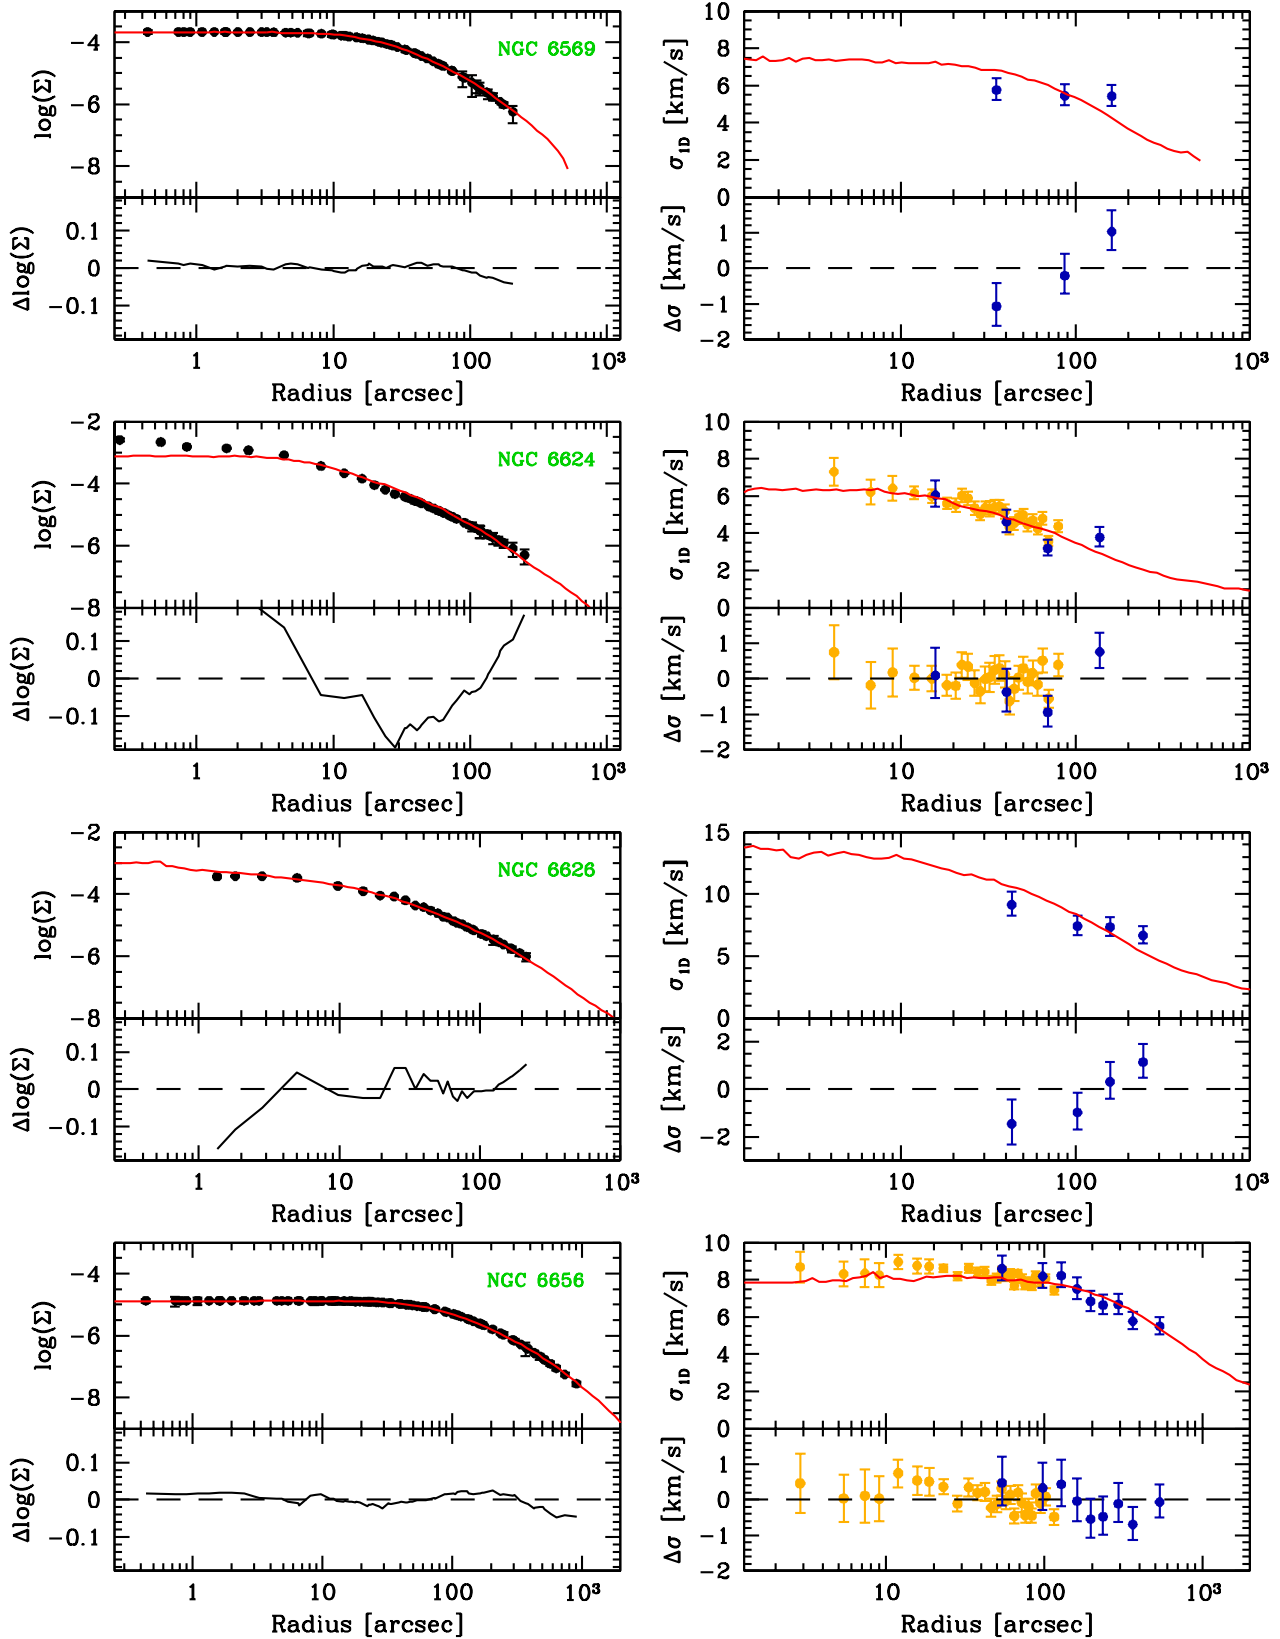 −4
−6
−8
log(Σ)
NGC 6569
0.1
0
−0.1
Δlog(Σ)
1 10 100 10³
Radius [arcsec]
10
8
6
4
2
0
σ1D [km/s]
1
0
−1
−2
Δσ [km/s]
10 100 10³
Radius [arcsec]
−2
−4
−6
−8
log(Σ)
NGC 6624
0.1
0
−0.1
Δlog(Σ)
1 10 100 10³
Radius [arcsec]
10
8
6
4
2
0
σ1D [km/s]
1
0
−1
−2
Δσ [km/s]
10 100 10³
Radius [arcsec]
−2
−4
−6
−8
log(Σ)
NGC 6626
0.1
0
−0.1
Δlog(Σ)
1 10 100 10³
Radius [arcsec]
15
10
5
0
σ1D [km/s]
2
0
−2
Δσ [km/s]
10 100 10³
Radius [arcsec]
−4
−6
−8
log(Σ)
NGC 6656
0.1
0
−0.1
Δlog(Σ)
1 10 100 10³
Radius [arcsec]
10
8
6
4
2
0
σ1D [km/s]
1
0
−1
−2
Δσ [km/s]
10 100 10³
Radius [arcsec]